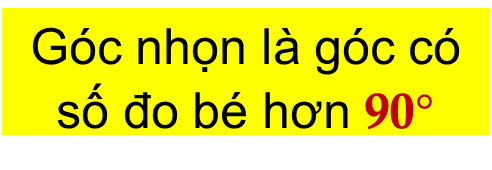 Góc nhọn là góc có
số đo bé hơn 90°